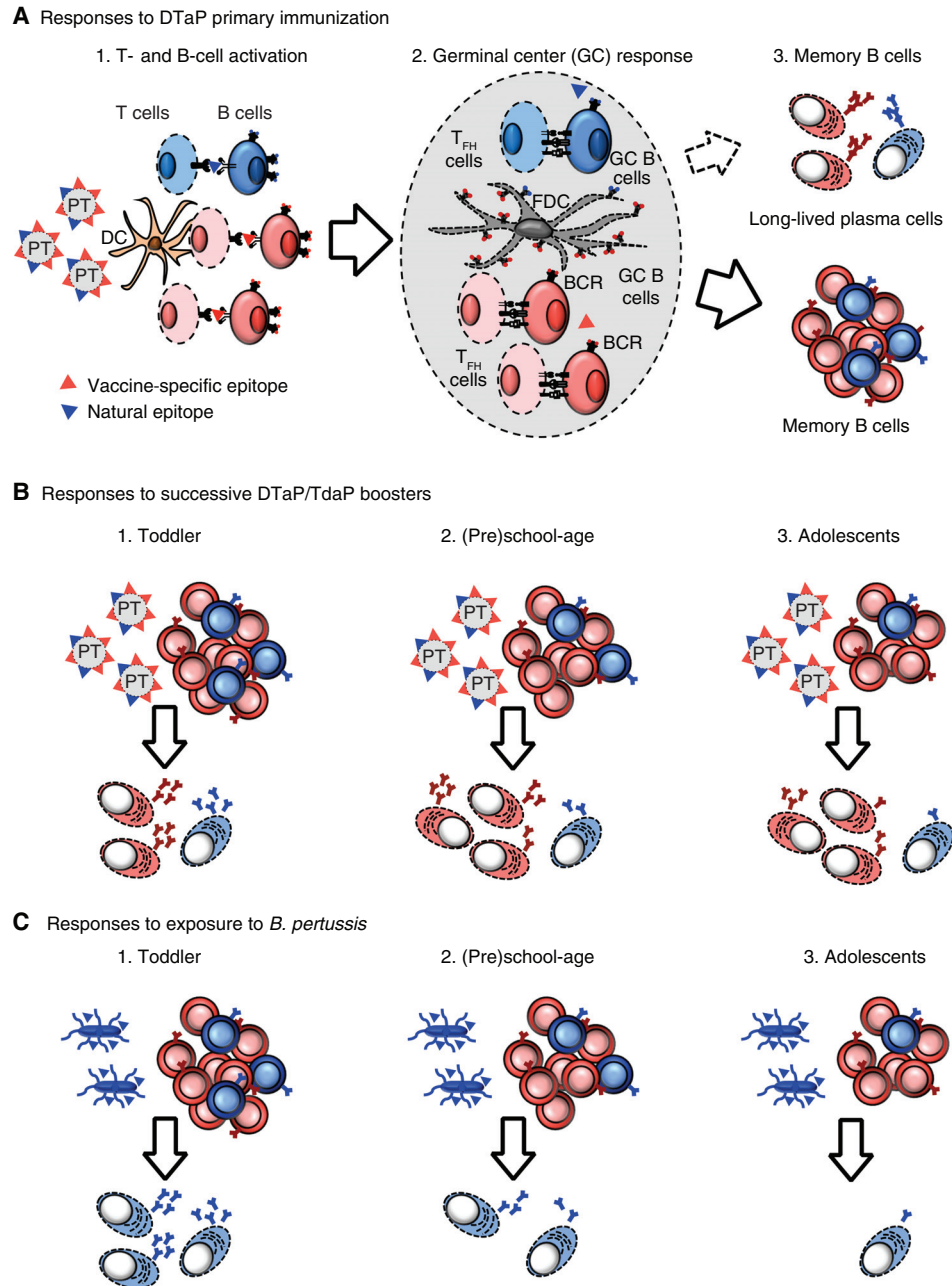 A Responses to DTaP primary immunization
1. T- and B-cell activation
2. Germinal center (GC) response
3. Memory B cells
T cells
B cells
PT
PT
PT
DC
T_FH
cells
GC B
cells
FDC
GC B
cells
BCR
BCR
T_FH
cells
Long-lived plasma cells
Memory B cells
Vaccine-specific epitope
Natural epitope
B Responses to successive DTaP/TdaP boosters
1. Toddler
2. (Pre)school-age
3. Adolescents
PT
PT
PT
PT
PT
PT
PT
PT
PT
C Responses to exposure to B. pertussis
1. Toddler
2. (Pre)school-age
3. Adolescents